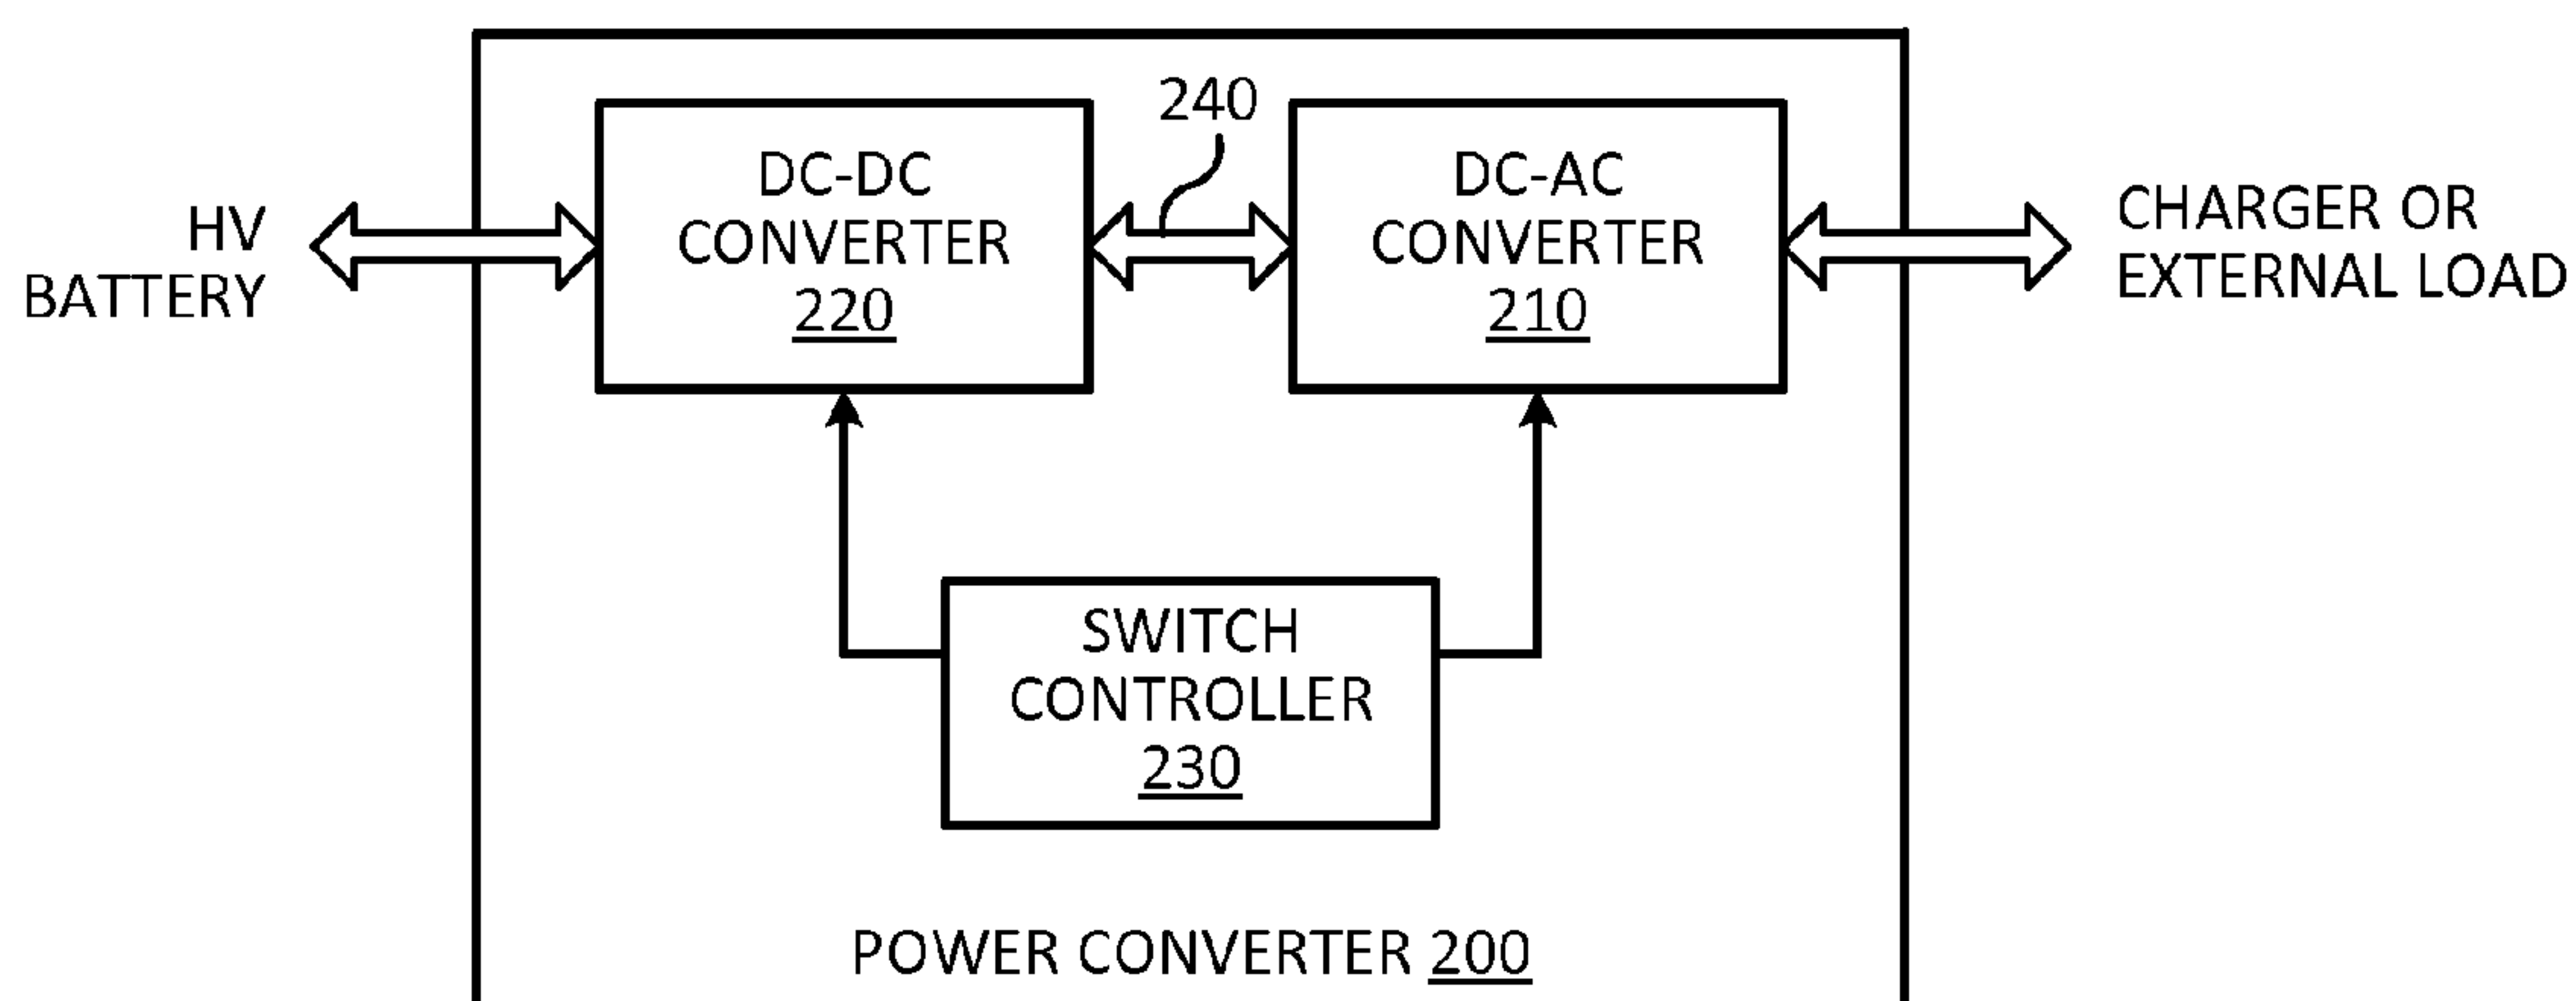 240
DC-DC
CONVERTER
220
DC-AC
CONVERTER
210
HV
BATTERY
CHARGER OR
EXTERNAL LOAD
SWITCH
CONTROLLER
230
POWER CONVERTER 200